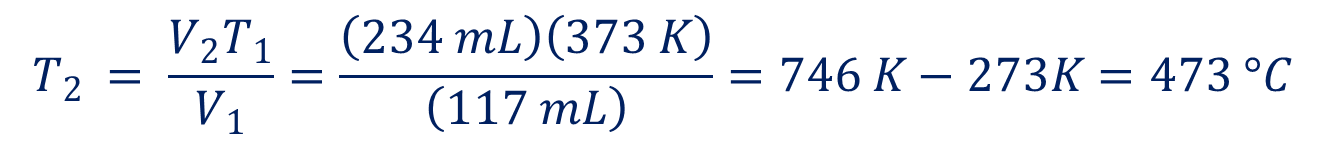 T₂ = V₂T₁ / V₁ = (234 mL)(373 K) / (117 mL) = 746 K − 273K = 473 °C